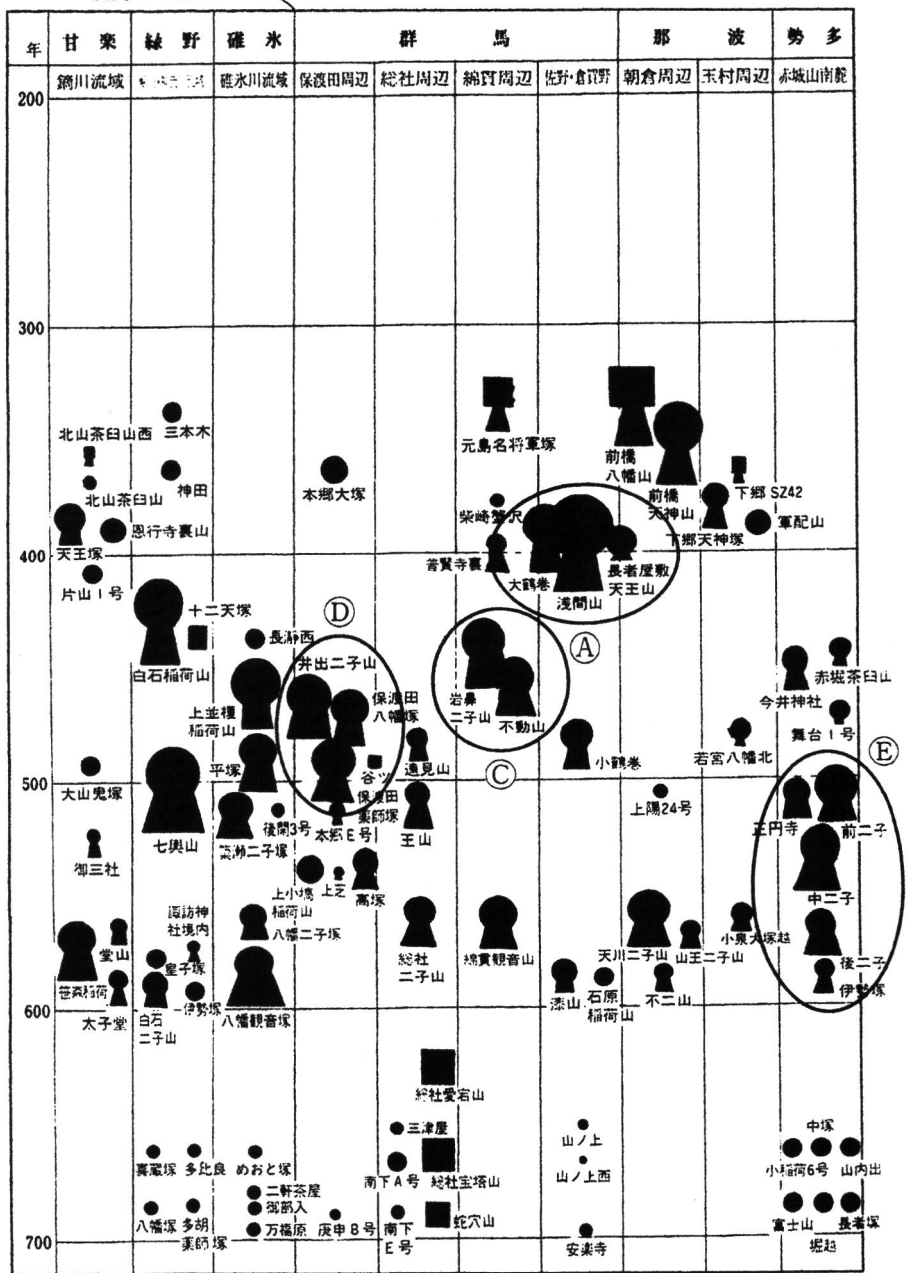 年 甘楽 緑野 碓氷 群馬 那波 勢多
鏑川流域 碓氷川流域 保渡田周辺 総社周辺 綿貫周辺 佐野・倉賀野 朝倉周辺 玉村周辺 赤城山南麓
200
300
北山茶臼山西
三本木
元島名将軍塚
前橋八幡山
前橋天神山
北山茶臼山
神田
本郷大塚
下郷SZ42
天王塚
恩行寺裏山
柴崎蟹沢
下郷天神塚
軍配山
400
片山1号
普賢寺裏
大鶴巻
浅間山
長者屋敷天王山
Ⓐ
十二天塚
白石稲荷山
長瀞西
上並榎稲荷山
Ⓓ
井出二子山
保渡田八幡塚
岩鼻二子山
不動山
Ⓒ
今井神社
赤堀茶臼山
舞台1号
平塚
谷ツ
保渡田薬師塚
遠見山
小鶴巻
若宮八幡北
Ⓔ
500
大山鬼塚
七輿山
簗瀬二子塚
後閑3号
本郷E号
王山
上陽24号
正円寺
前二子
御三社
上小塙稲荷山
上芝
高塚
中二子
諏訪神社境内
八幡二子塚
総社二子山
綿貫観音山
天川二子山
山王二子山
小泉大塚越
堂山
皇子塚
後二子
笹森稲荷
太子堂
白石二子山
伊勢塚
八幡観音塚
漆山
石原稲荷山
不二山
伊勢塚
600
総社愛宕山
三津屋
山ノ上
中塚
喜蔵塚
多比良
めおと塚
南下A号
総社宝塔山
山ノ上西
小稲荷6号
山内出
二軒茶屋
八幡塚
多胡薬師塚
御部入
万福原
庚申B号
南下E号
蛇穴山
安楽寺
富士山
堀越
長者塚
700